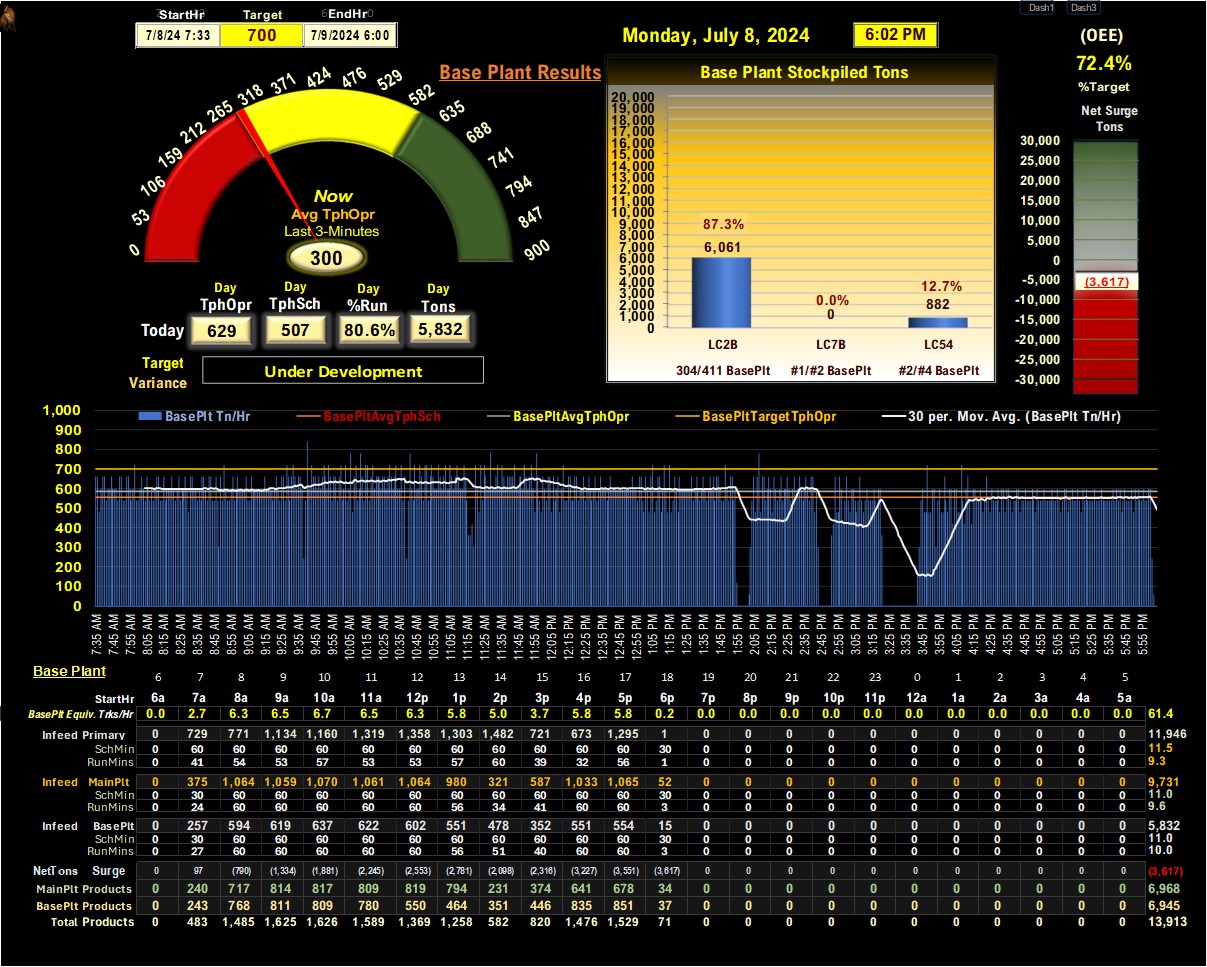 Dash1 Dash3
StartHr Target EndHr
7/8/24 7:33 700 7/9/2024 6:00
Monday, July 8, 2024 6:02 PM
(OEE)
72.4%
%Target
Net Surge
Tons
Base Plant Results
0 53 106 159 212 265 318 371 424 476 529 582 635 688 741 794 847 900
Now
Avg TphOpr
Last 3-Minutes
300
Day Day Day Day
TphOpr TphSch %Run Tons
Today 629 507 80.6% 5,832
Target
Variance
Under Development
Base Plant Stockpiled Tons
20,000
19,000
18,000
17,000
16,000
15,000
14,000
13,000
12,000
11,000
10,000
9,000
8,000
7,000
6,000
5,000
4,000
3,000
2,000
1,000
0
87.3%
6,061
0.0%
0
12.7%
882
LC2B LC7B LC54
304/411 BasePlt #1/#2 BasePlt #2/#4 BasePlt
30,000
25,000
20,000
15,000
10,000
5,000
0
-5,000
-10,000
-15,000
-20,000
-25,000
-30,000
(3,617)
BasePlt Tn/Hr BasePltAvgTphSch BasePltAvgTphOpr BasePltTargetTphOpr 30 per. Mov. Avg. (BasePlt Tn/Hr)
1,000
900
800
700
600
500
400
300
200
100
0
7:35 AM 7:45 AM 7:55 AM 8:05 AM 8:15 AM 8:25 AM 8:35 AM 8:45 AM 8:55 AM 9:05 AM 9:15 AM 9:25 AM 9:35 AM 9:45 AM 9:55 AM 10:05 AM 10:15 AM 10:25 AM 10:35 AM 10:45 AM 10:55 AM 11:05 AM 11:15 AM 11:25 AM 11:35 AM 11:45 AM 11:55 AM 12:05 PM 12:15 PM 12:25 PM 12:35 PM 12:45 PM 12:55 PM 1:05 PM 1:15 PM 1:25 PM 1:35 PM 1:45 PM 1:55 PM 2:05 PM 2:15 PM 2:25 PM 2:35 PM 2:45 PM 2:55 PM 3:05 PM 3:15 PM 3:25 PM 3:35 PM 3:45 PM 3:55 PM 4:05 PM 4:15 PM 4:25 PM 4:35 PM 4:45 PM 4:55 PM 5:05 PM 5:15 PM 5:25 PM 5:35 PM 5:45 PM 5:55 PM
Base Plant
6 7 8 9 10 11 12 13 14 15 16 17 18 19 20 21 22 23 0 1 2 3 4 5
StartHr 6a 7a 8a 9a 10a 11a 12p 1p 2p 3p 4p 5p 6p 7p 8p 9p 10p 11p 12a 1a 2a 3a 4a 5a
BasePlt Equiv. Trks/Hr 0.0 2.7 6.3 6.5 6.7 6.5 6.3 5.8 5.0 3.7 5.8 5.8 0.2 0.0 0.0 0.0 0.0 0.0 0.0 0.0 0.0 0.0 0.0 0.0 61.4
Infeed Primary 0 729 771 1,134 1,160 1,319 1,358 1,303 1,482 721 673 1,295 1 0 0 0 0 0 0 0 0 0 0 0 11,946
SchMin 0 60 60 60 60 60 60 60 60 60 60 60 30 0 0 0 0 0 0 0 0 0 0 0 11.5
RunMins 0 41 54 53 57 53 53 57 60 39 32 56 1 0 0 0 0 0 0 0 0 0 0 0 9.3
Infeed MainPlt 0 375 1,064 1,059 1,070 1,061 1,064 980 321 587 1,033 1,065 52 0 0 0 0 0 0 0 0 0 0 0 9,731
SchMin 0 30 60 60 60 60 60 60 60 60 60 60 30 0 0 0 0 0 0 0 0 0 0 0 11.0
RunMins 0 24 60 60 60 60 60 56 34 41 60 60 3 0 0 0 0 0 0 0 0 0 0 0 9.6
Infeed BasePlt 0 257 594 619 637 622 602 551 478 352 551 554 15 0 0 0 0 0 0 0 0 0 0 0 5,832
SchMin 0 30 60 60 60 60 60 60 60 60 60 60 30 0 0 0 0 0 0 0 0 0 0 0 11.0
RunMins 0 27 60 60 60 60 60 56 51 40 60 60 3 0 0 0 0 0 0 0 0 0 0 0 10.0
NetTons Surge 0 97 (790) (1,334) (1,881) (2,245) (2,553) (2,781) (2,098) (2,316) (3,227) (3,551) (3,617) 0 0 0 0 0 0 0 0 0 0 0 (3,617)
MainPlt Products 0 240 717 814 817 809 819 794 231 374 641 678 34 0 0 0 0 0 0 0 0 0 0 0 6,968
BasePlt Products 0 243 768 811 809 780 550 464 351 446 835 851 37 0 0 0 0 0 0 0 0 0 0 0 6,945
Total Products 0 483 1,485 1,625 1,626 1,589 1,369 1,258 582 820 1,476 1,529 71 0 0 0 0 0 0 0 0 0 0 0 13,913